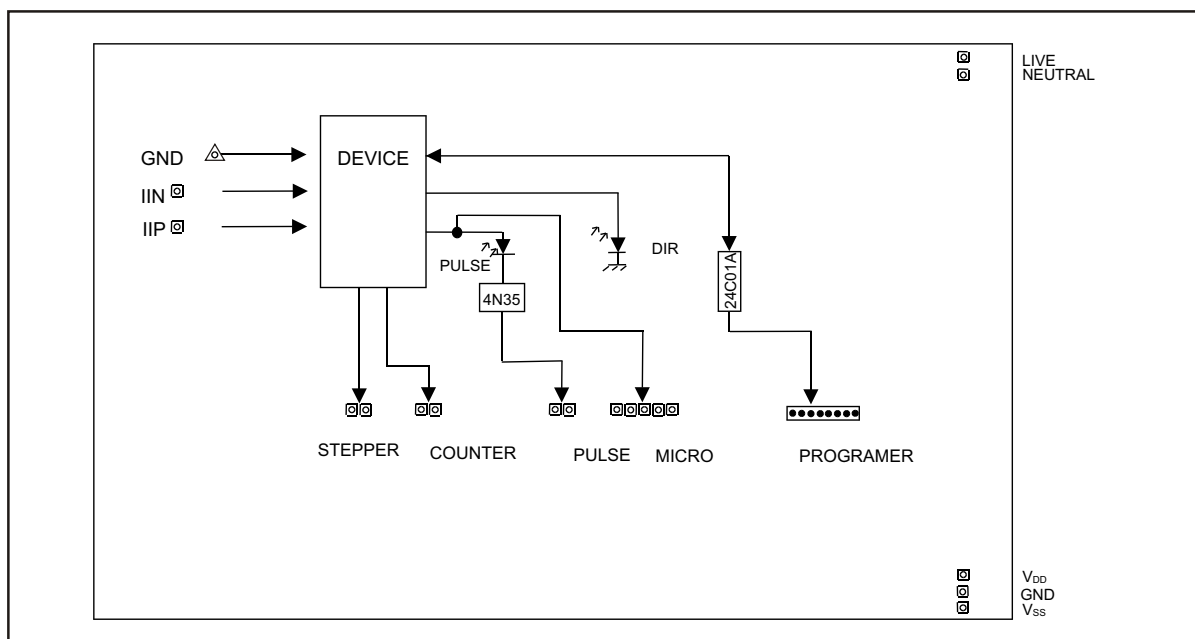 LIVE
NEUTRAL
GND
DEVICE
IIN
IIP
PULSE
DIR
4N35
24C01A
STEPPER
COUNTER
PULSE
MICRO
PROGRAMER
VDD
GND
VSS